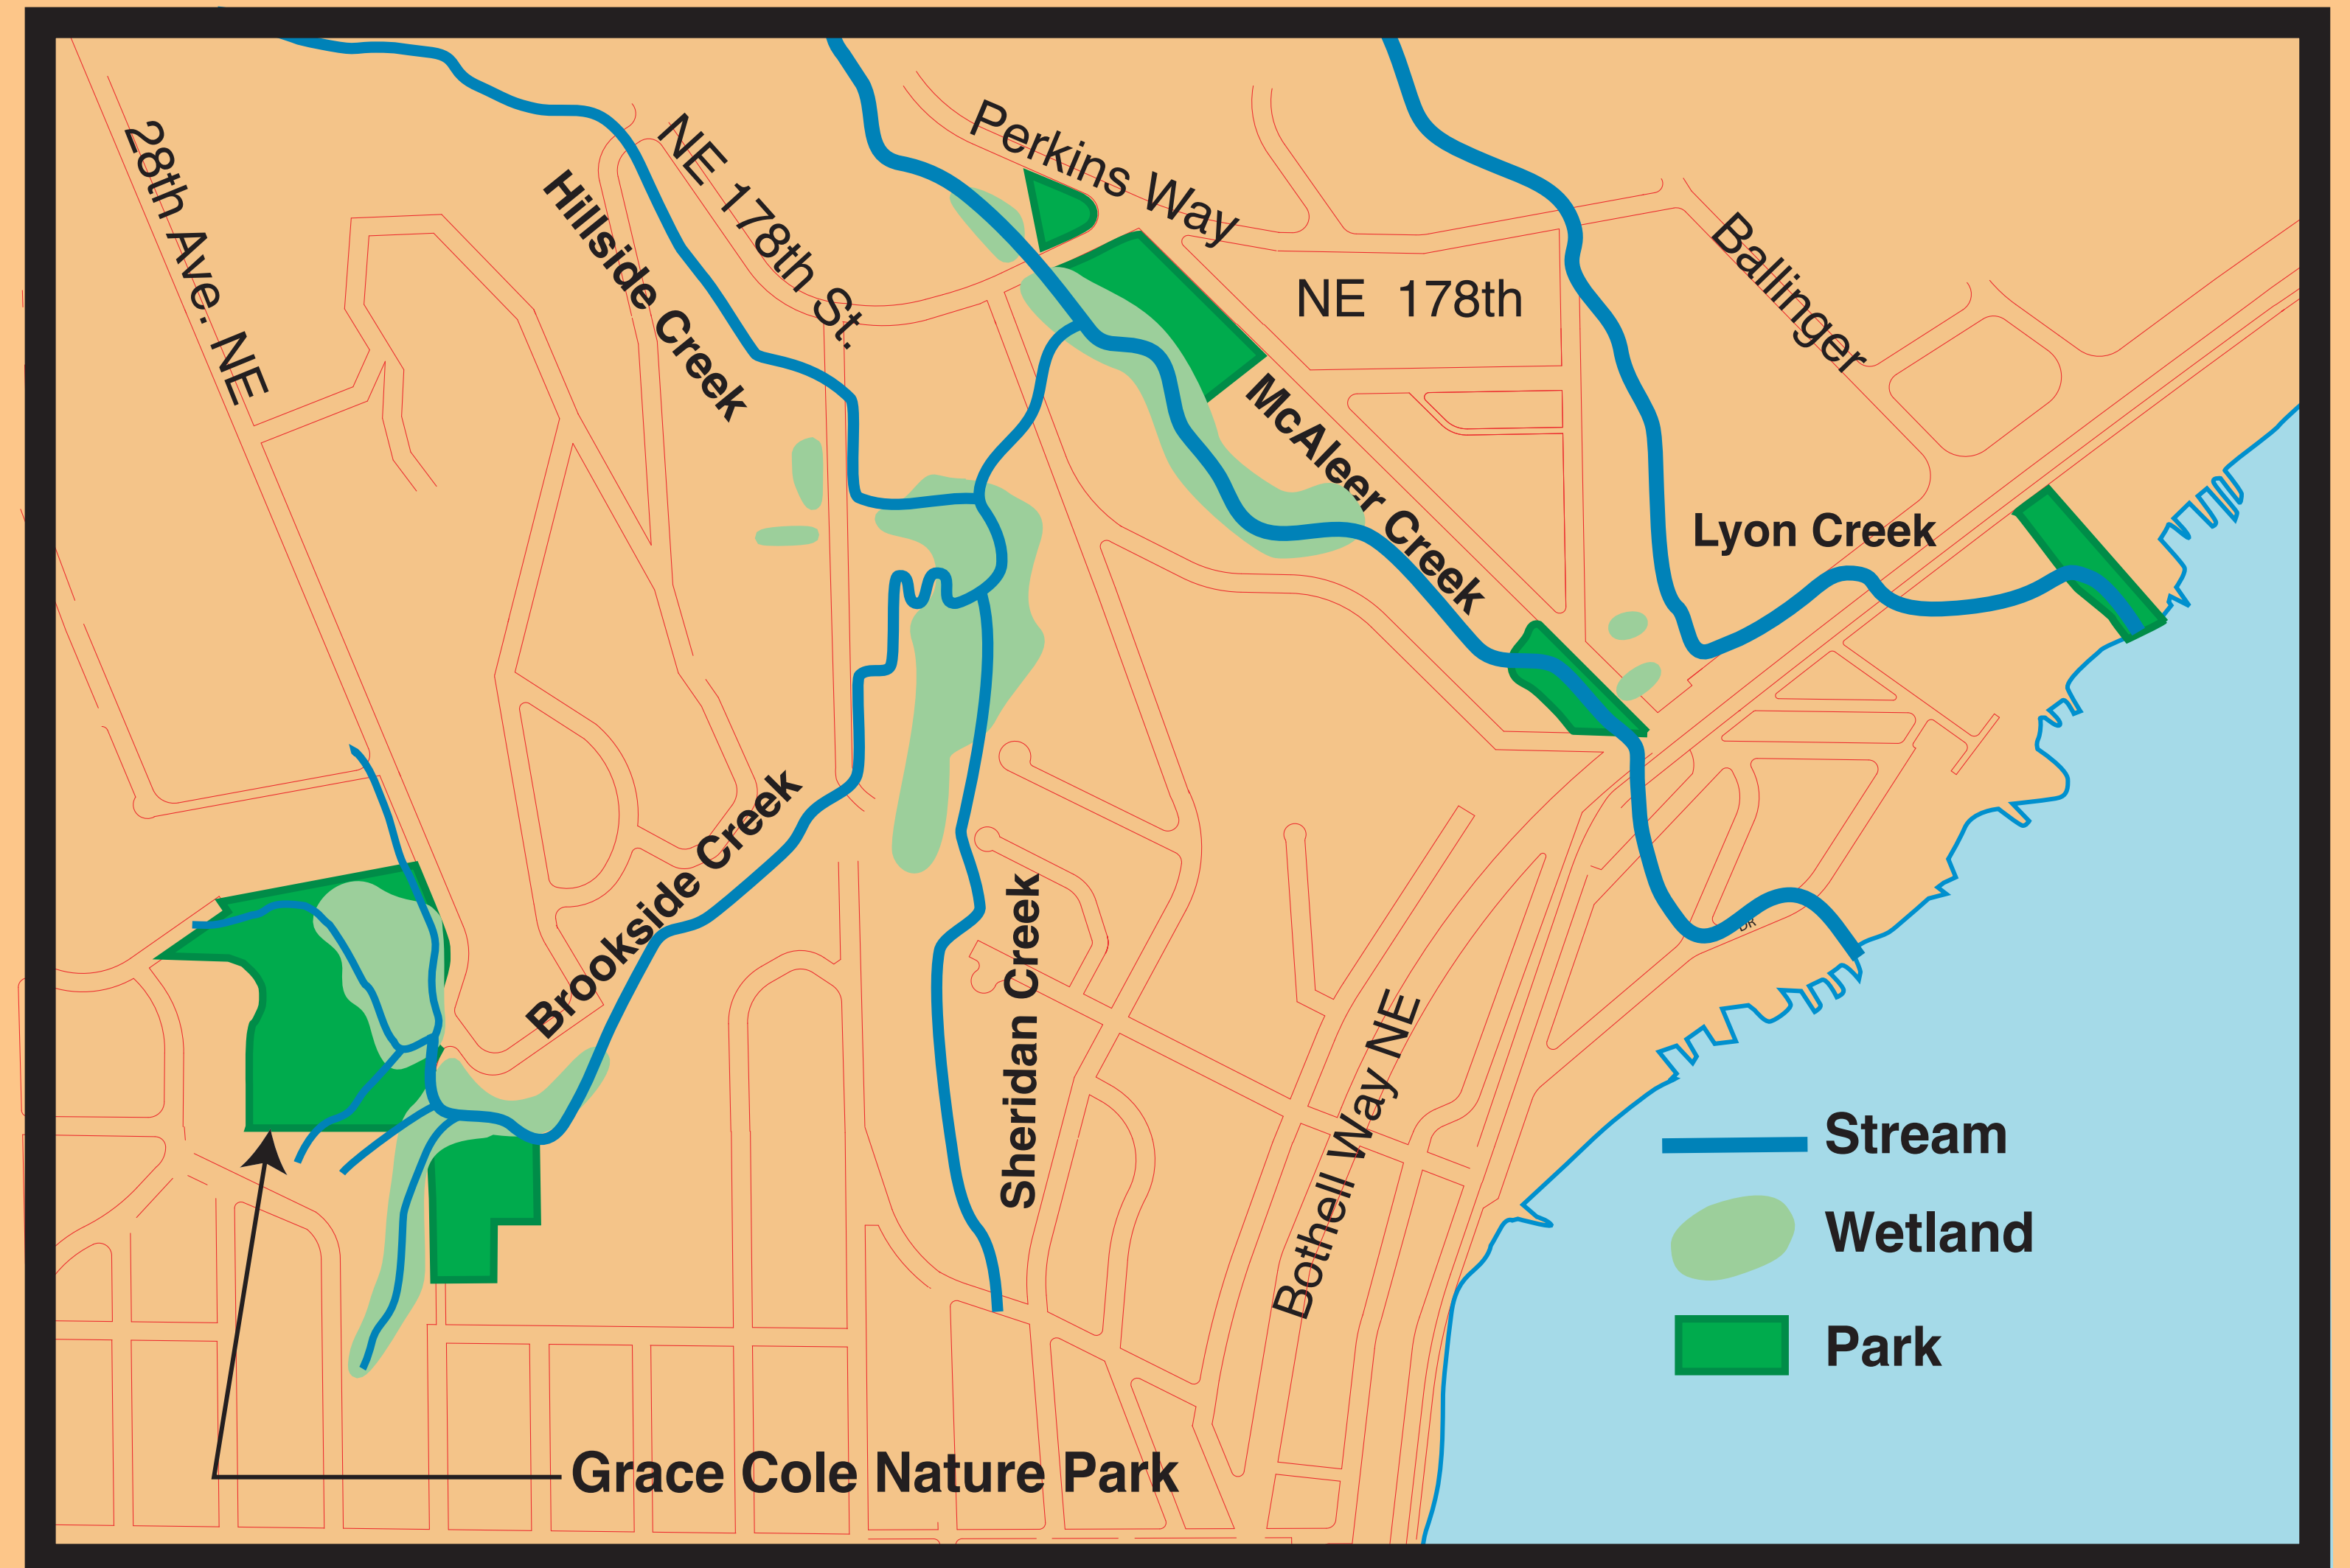 Perkins Way
NE 178th St.
28th Ave. NE
Hillside Creek
Ballinger
NE 178th
McAleer Creek
Lyon Creek
Brookside Creek
Sheridan Creek
DR
Bothell Way NE
Stream
Wetland
Park
Grace Cole Nature Park